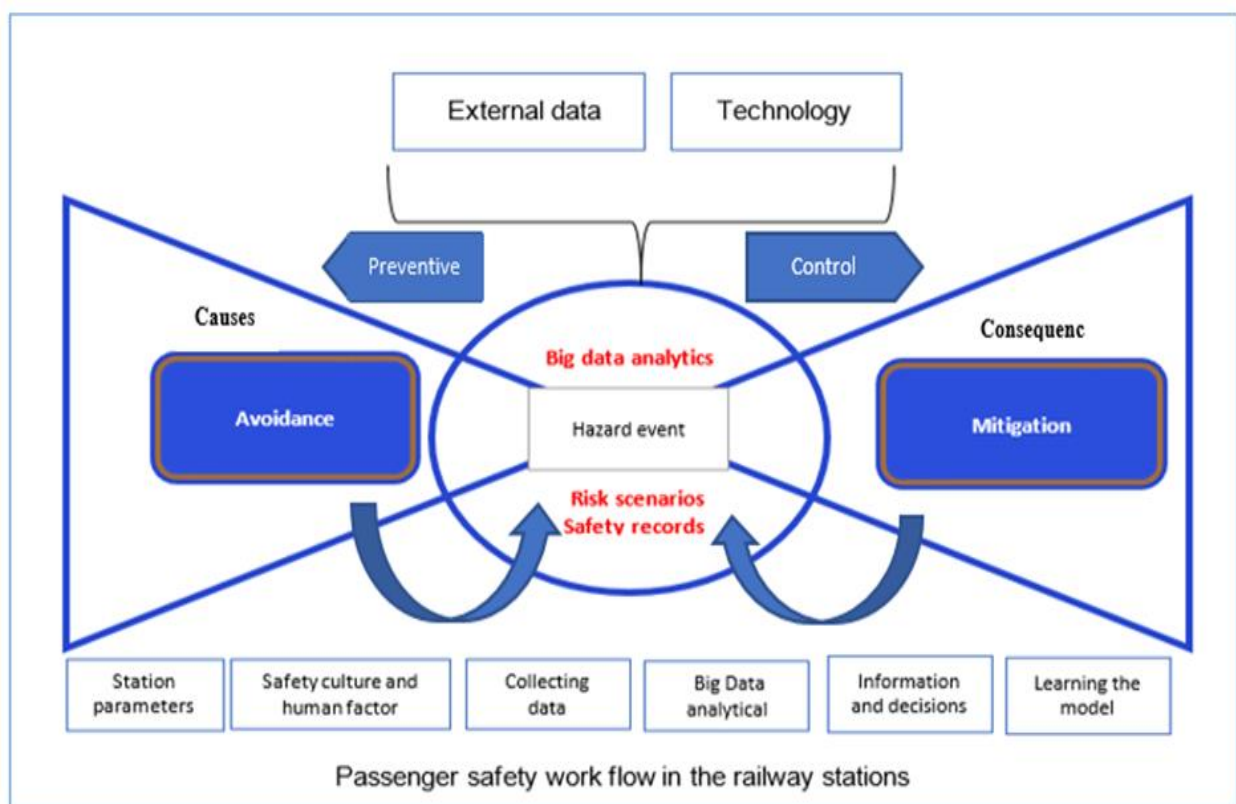 External data
Technology
Preventive
Control
Causes
Consequenc
Big data analytics
Avoidance
Hazard event
Mitigation
Risk scenarios
Safety records
Station
parameters
Safety culture and
human factor
Collecting
data
Big Data
analytical
Information
and decisions
Learning the
model
Passenger safety work flow in the railway stations